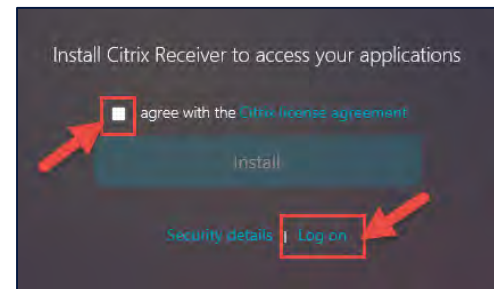 Install Citrix Receiver to access your applications
agree with the Citrix license agreement
Install
Security details | Log on